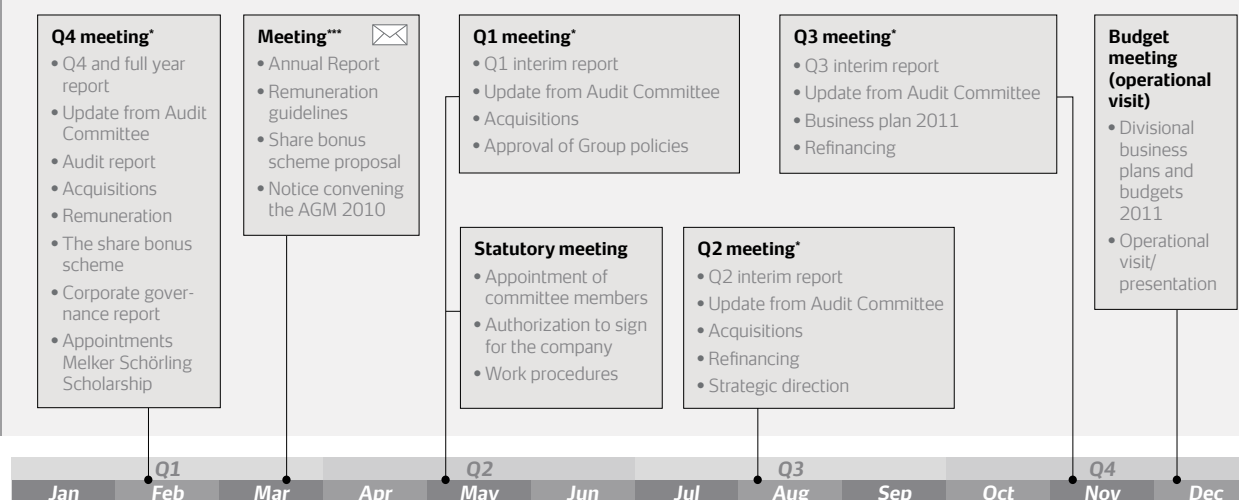 Q4 meeting*
• Q4 and full year
report
• Update from Audit
Committee
• Audit report
• Acquisitions
• Remuneration
• The share bonus
scheme
• Corporate gover-
nance report
• Appointments
Melker Schörling
Scholarship
Meeting***
• Annual Report
• Remuneration
guidelines
• Share bonus
scheme proposal
• Notice convening
the AGM 2010
Q1 meeting*
• Q1 interim report
• Update from Audit Committee
• Acquisitions
• Approval of Group policies
Statutory meeting
• Appointment of
committee members
• Authorization to sign
for the company
• Work procedures
Q2 meeting*
• Q2 interim report
• Update from Audit Committee
• Acquisitions
• Refinancing
• Strategic direction
Q3 meeting*
• Q3 interim report
• Update from Audit Committee
• Business plan 2011
• Refinancing
Budget
meeting
(operational
visit)
• Divisional
business
plans and
budgets
2011
• Operational
visit/
presentation
Q1 Q2 Q3 Q4
Jan Feb Mar Apr May Jun Jul Aug Sep Oct Nov Dec